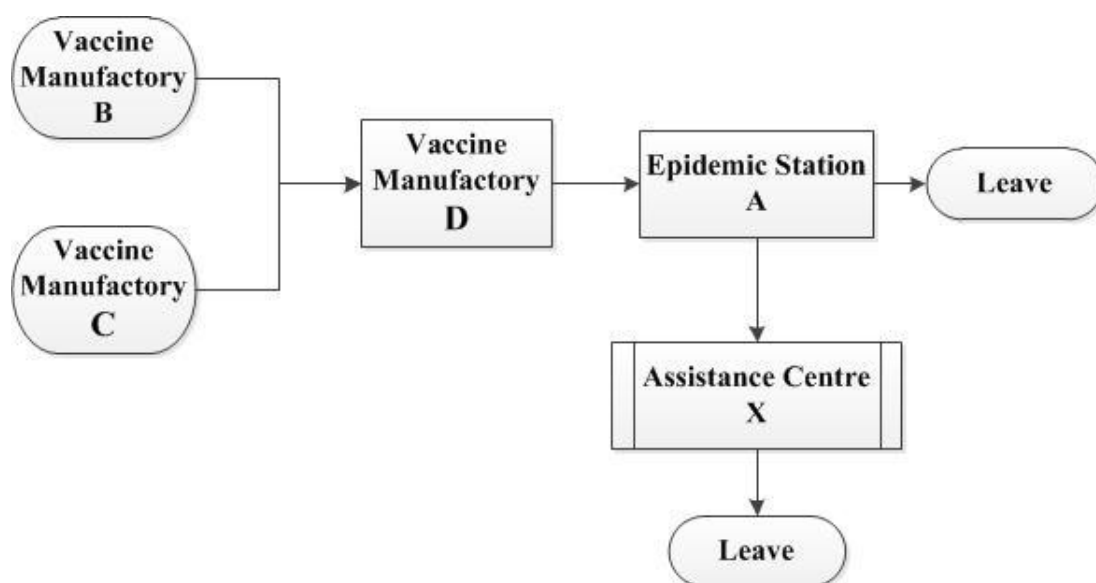 Vaccine
Manufactory
B
Vaccine
Manufactory
C
Vaccine
Manufactory
D
Epidemic Station
A
Leave
Assistance Centre
X
Leave